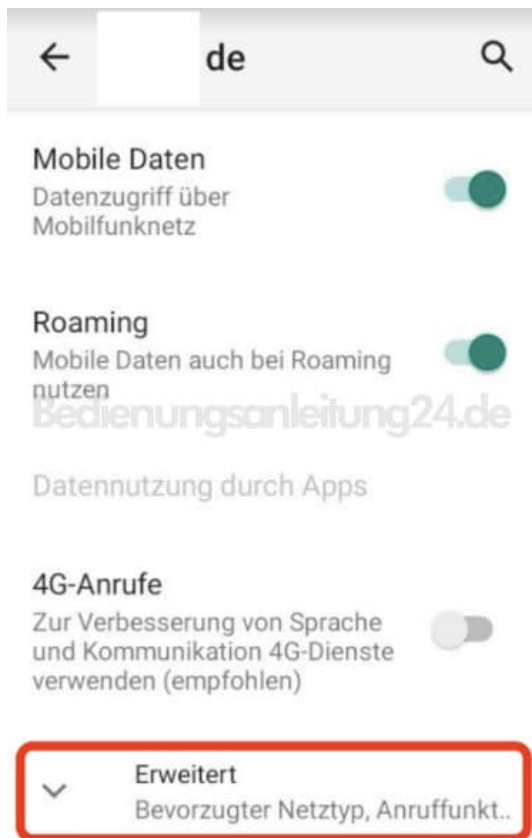 de
Mobile Daten
Datenzugriff über
Mobilfunknetz
Roaming
Mobile Daten auch bei Roaming
nutzen
Bedienungsanleitung24.de
Datennutzung durch Apps
4G-Anrufe
Zur Verbesserung von Sprache
und Kommunikation 4G-Dienste
verwenden (empfohlen)
Erweitert
Bevorzugter Netztyp, Anruffunkt..